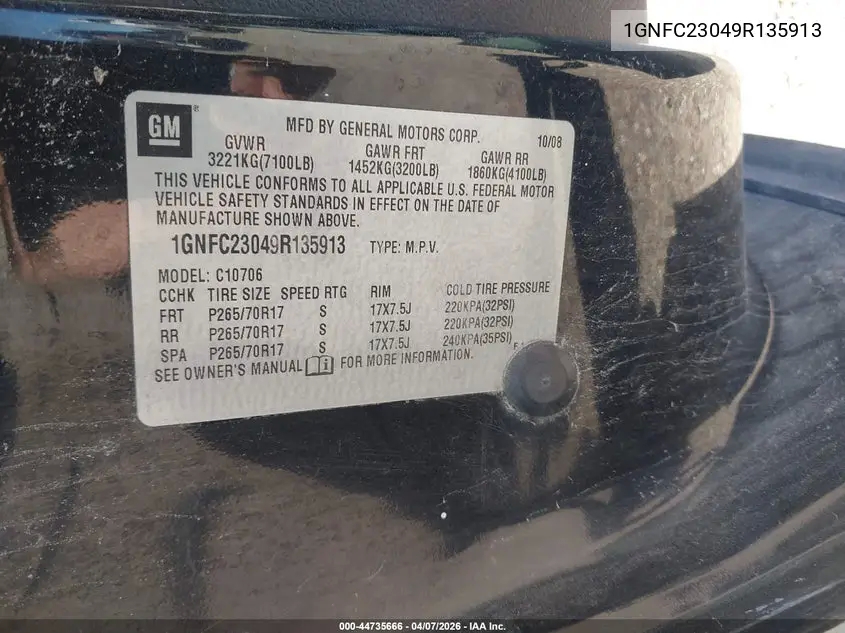 1GNFC23049R135913
GM ®
MFD BY GENERAL MOTORS CORP. 10/08
GVWR GAWR FRT GAWR RR
3221KG(7100LB) 1452KG(3200LB) 1860KG(4100LB)
THIS VEHICLE CONFORMS TO ALL APPLICABLE U.S. FEDERAL MOTOR
VEHICLE SAFETY STANDARDS IN EFFECT ON THE DATE OF
MANUFACTURE SHOWN ABOVE.
1GNFC23049R135913 TYPE: M.P.V.
MODEL: C10706
CCHK TIRE SIZE SPEED RTG RIM COLD TIRE PRESSURE
FRT P265/70R17 S 17X7.5J 220KPA(32PSI)
RR P265/70R17 S 17X7.5J 220KPA(32PSI)
SPA P265/70R17 S 17X7.5J 240KPA(35PSI)
SEE OWNER'S MANUAL FOR MORE INFORMATION.
000-44735666 - 04/07/2026 - IAA Inc.